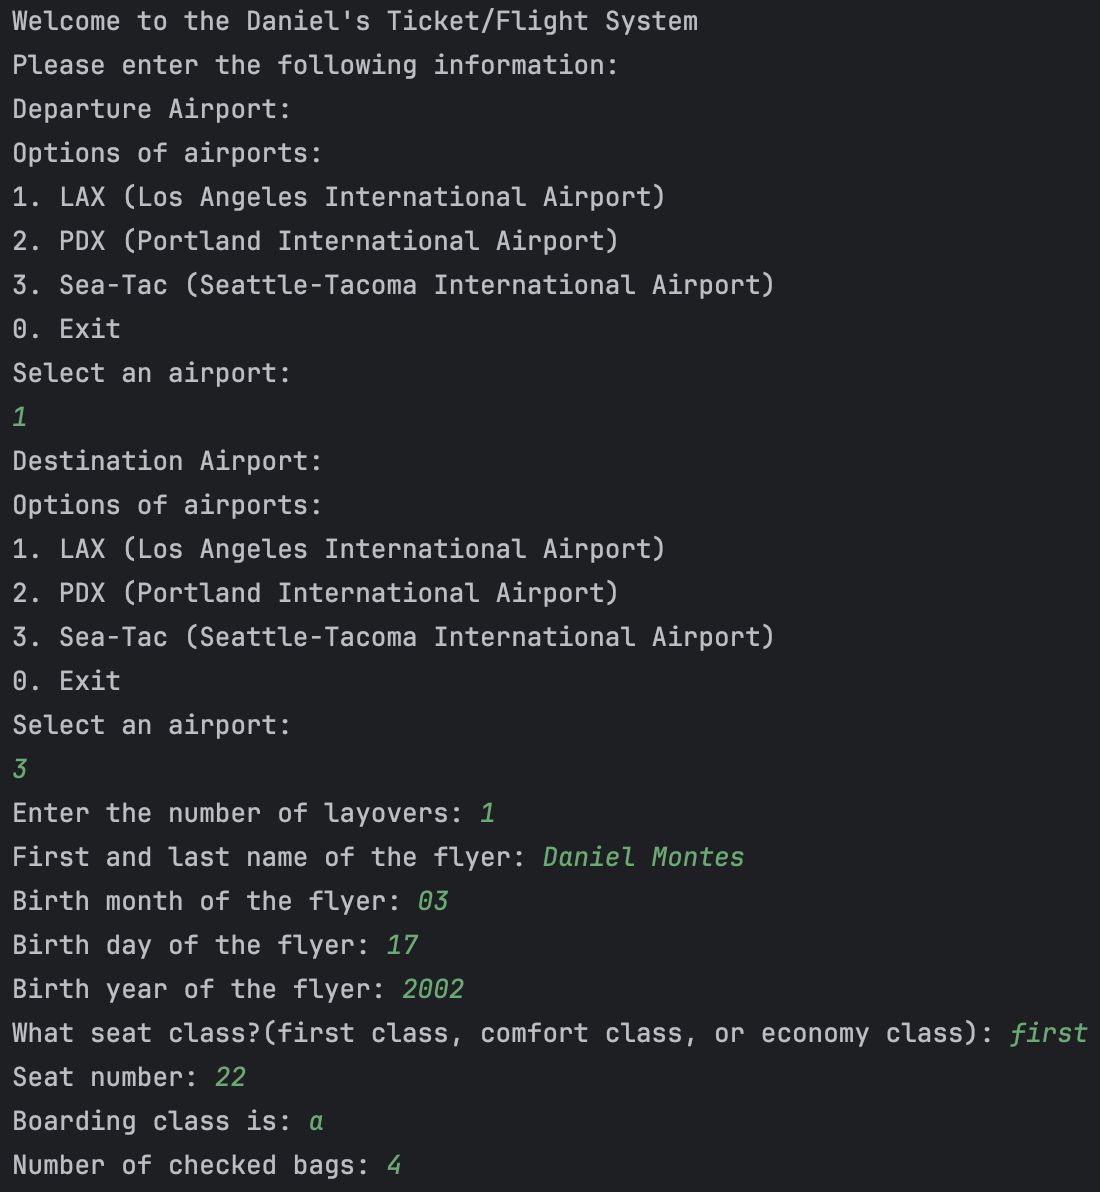 Welcome to the Daniel's Ticket/Flight System
Please enter the following information:
Departure Airport:
Options of airports:
1. LAX (Los Angeles International Airport)
2. PDX (Portland International Airport)
3. Sea-Tac (Seattle-Tacoma International Airport)
0. Exit
Select an airport:
1
Destination Airport:
Options of airports:
1. LAX (Los Angeles International Airport)
2. PDX (Portland International Airport)
3. Sea-Tac (Seattle-Tacoma International Airport)
0. Exit
Select an airport:
3
Enter the number of layovers: 1
First and last name of the flyer: Daniel Montes
Birth month of the flyer: 03
Birth day of the flyer: 17
Birth year of the flyer: 2002
What seat class?(first class, comfort class, or economy class): first
Seat number: 22
Boarding class is: a
Number of checked bags: 4